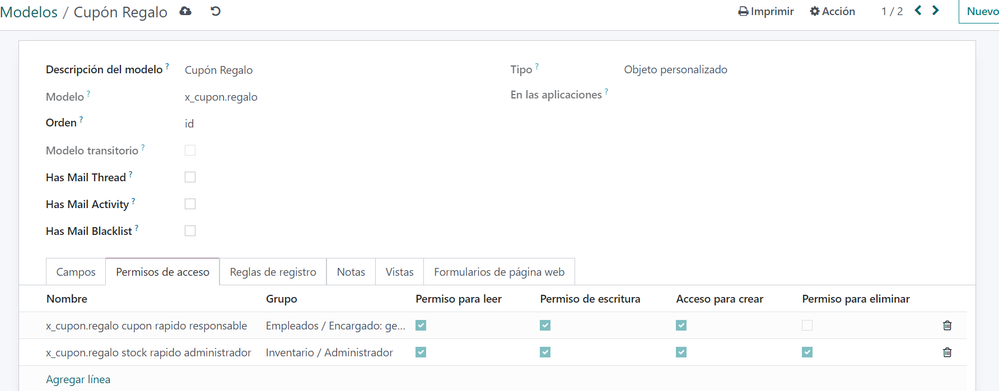 Modelos / Cupón Regalo
Imprimir Acción 1 / 2 Nuevo
Descripción del modelo ? Cupón Regalo
Tipo ? Objeto personalizado
Modelo ? x_cupon.regalo
En las aplicaciones ?
Orden ? id
Modelo transitorio ?
Has Mail Thread ?
Has Mail Activity ?
Has Mail Blacklist ?
Campos Permisos de acceso Reglas de registro Notas Vistas Formularios de página web
Nombre Grupo Permiso para leer Permiso de escritura Acceso para crear Permiso para eliminar
x_cupon.regalo cupon rapido responsable Empleados / Encargado: ge...
x_cupon.regalo stock rapido administrador Inventario / Administrador
Agregar línea